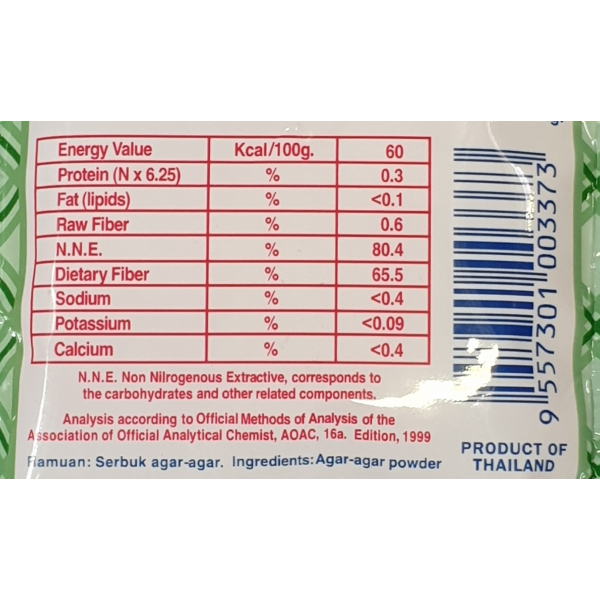 Energy Value Kcal/100g. 60
Protein (N x 6.25) % 0.3
Fat (lipids) % <0.1
Raw Fiber % 0.6
N.N.E. % 80.4
Dietary Fiber % 65.5
Sodium % <0.4
Potassium % <0.09
Calcium % <0.4
N.N.E. Non Nilrogenous Extractive, corresponds to
the carbohydrates and other related components.
Analysis according to Official Methods of Analysis of the
Association of Official Analytical Chemist, AOAC, 16a. Edition, 1999
Ramuan: Serbuk agar-agar. Ingredients: Agar-agar powder
9 557301 003373
PRODUCT OF
THAILAND